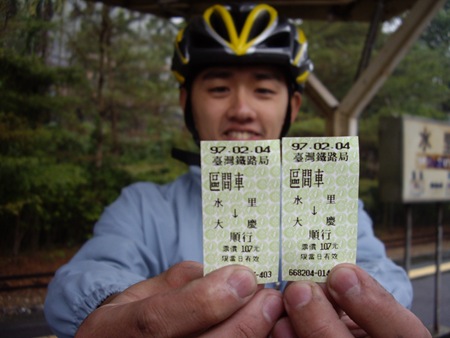 97.02.04
臺灣鐵路局
區間車
水里
↓
大慶
順行
票價107元
限當日有效
-403
97.02.04
臺灣鐵路局
區間車
水里
↓
大慶
順行
票價107元
限當日有效
668204-014
水